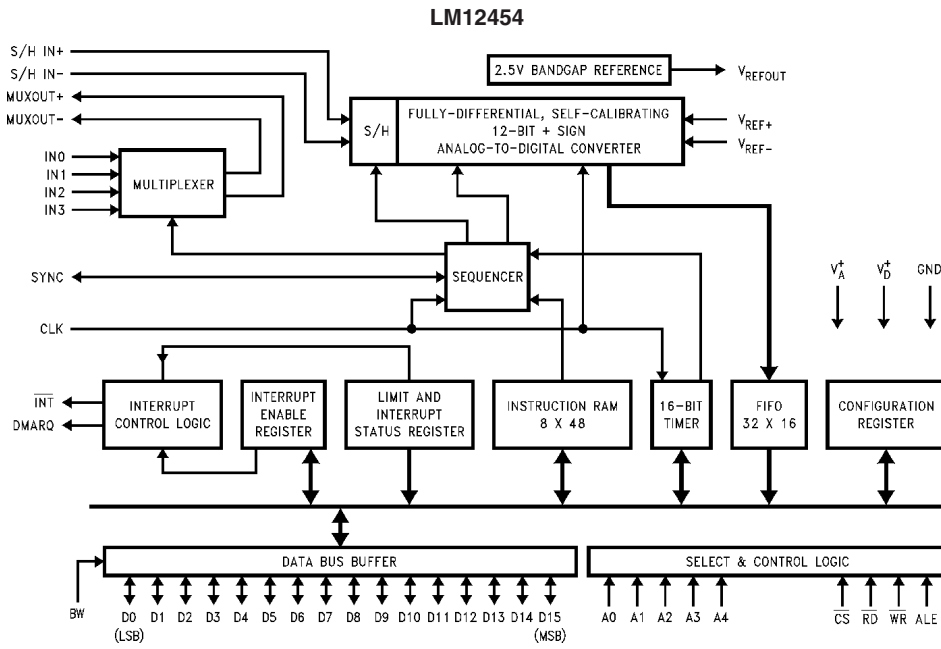 LM12454
S/H IN+
S/H IN-
MUXOUT+
MUXOUT-
IN0
IN1
IN2
IN3
MULTIPLEXER
2.5V BANDGAP REFERENCE
VREFOUT
S/H
FULLY-DIFFERENTIAL, SELF-CALIBRATING
12-BIT + SIGN
ANALOG-TO-DIGITAL CONVERTER
VREF+
VREF-
SYNC
SEQUENCER
CLK
VA+
VD+
GND
INT
DMARQ
INTERRUPT
CONTROL LOGIC
INTERRUPT
ENABLE
REGISTER
LIMIT AND
INTERRUPT
STATUS REGISTER
INSTRUCTION RAM
8 X 48
16-BIT
TIMER
FIFO
32 X 16
CONFIGURATION
REGISTER
DATA BUS BUFFER
SELECT & CONTROL LOGIC
BW
D0 D1 D2 D3 D4 D5 D6 D7 D8 D9 D10 D11 D12 D13 D14 D15
(LSB) (MSB)
A0 A1 A2 A3 A4
CS RD WR ALE